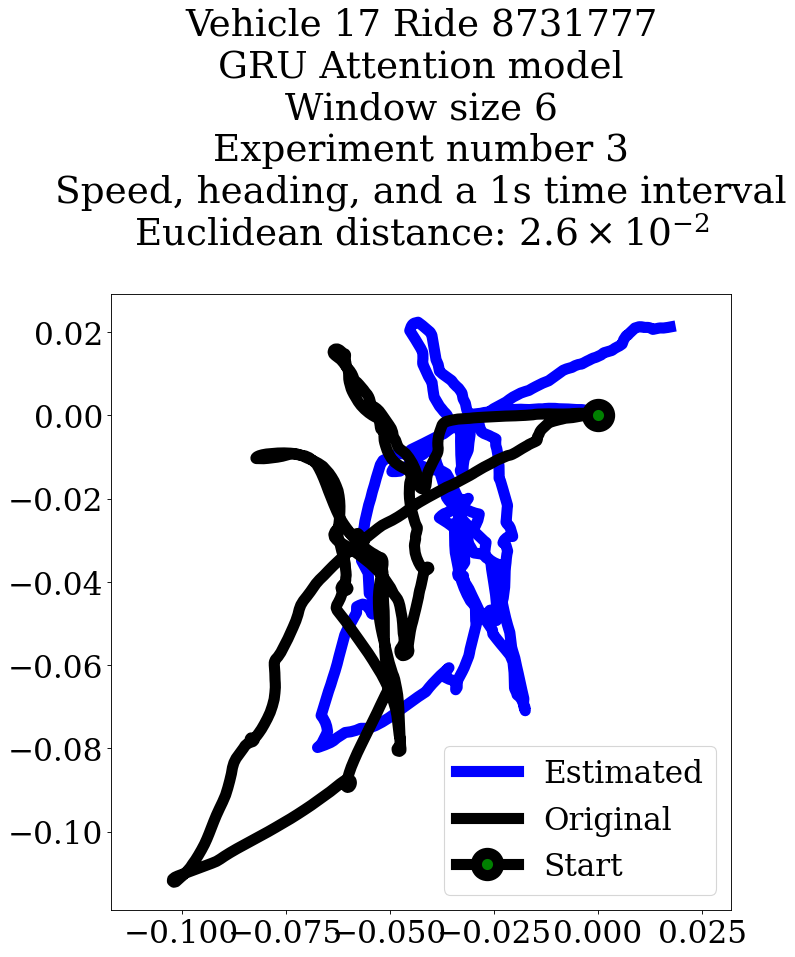 Vehicle 17 Ride 8731777
GRU Attention model
Window size 6
Experiment number 3
Speed, heading, and a 1s time interval
Euclidean distance: 2.6 × 10⁻²
0.02
0.00
−0.02
−0.04
−0.06
−0.08
−0.10
Estimated
Original
Start
−0.100 −0.075 −0.050 −0.025 0.000 0.025